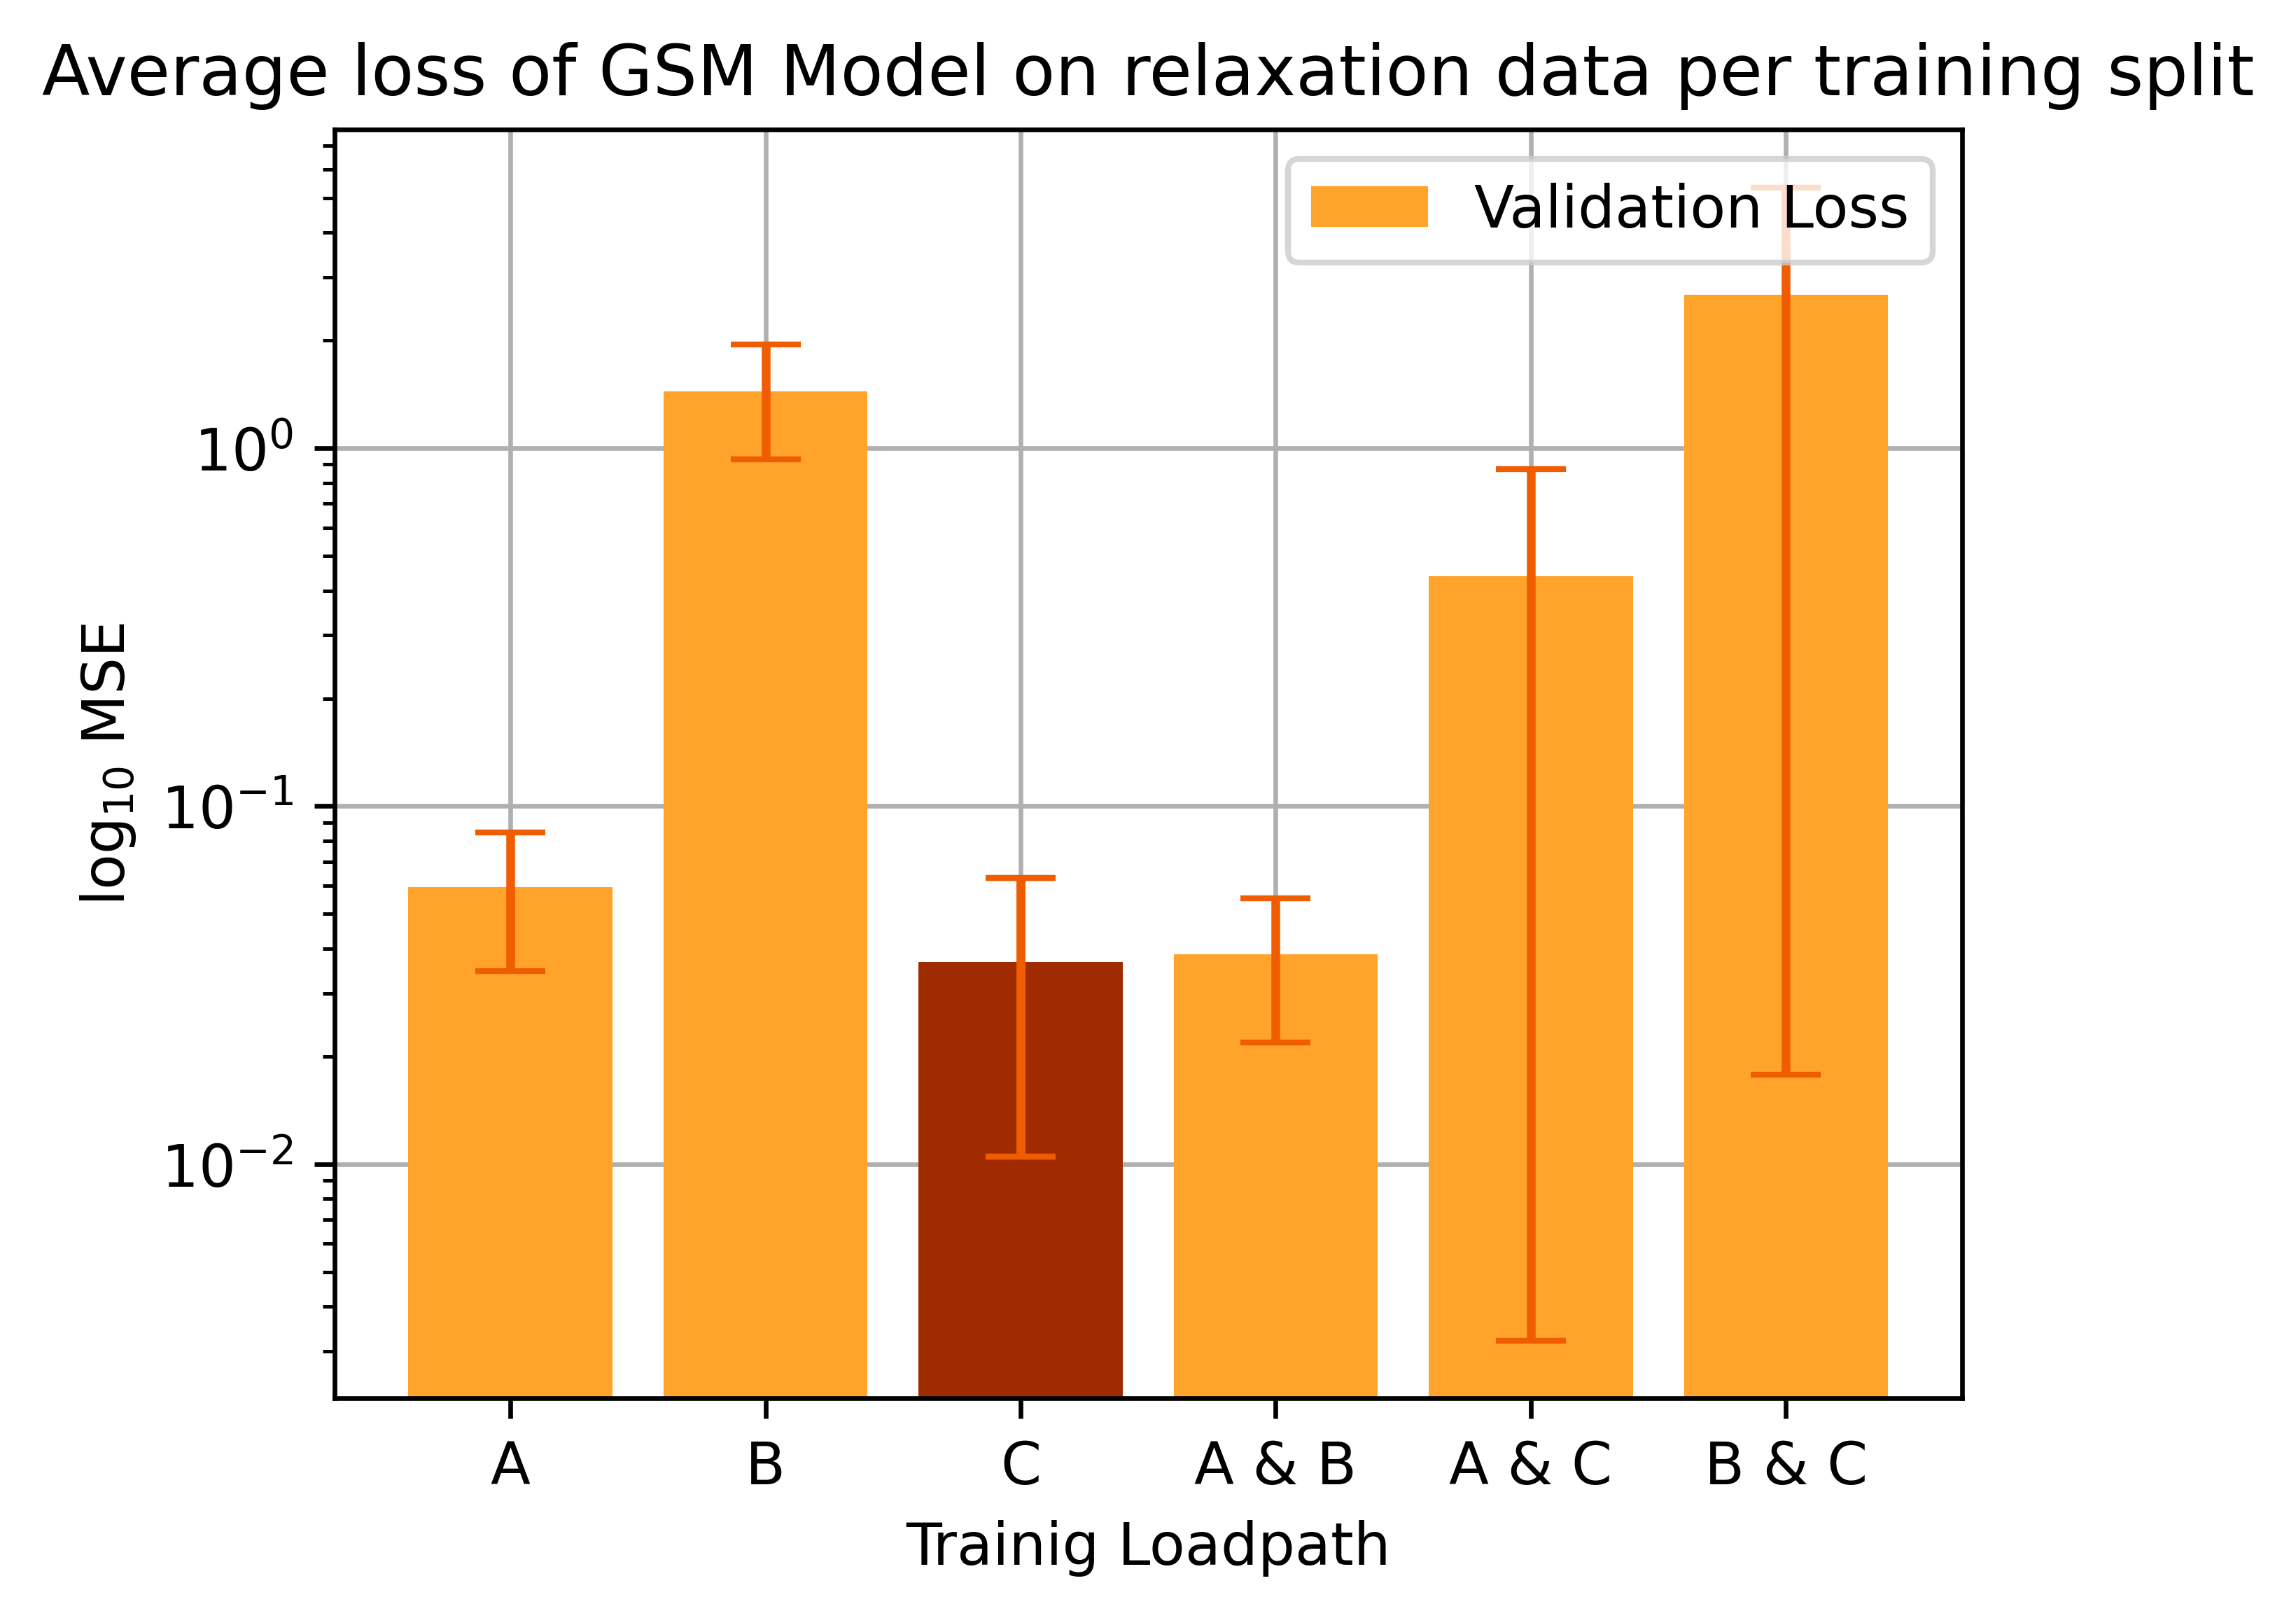 Average loss of GSM Model on relaxation data per training split
Validation Loss
log₁₀ MSE
10⁰
10⁻¹
10⁻²
A B C A & B A & C B & C
Trainig Loadpath